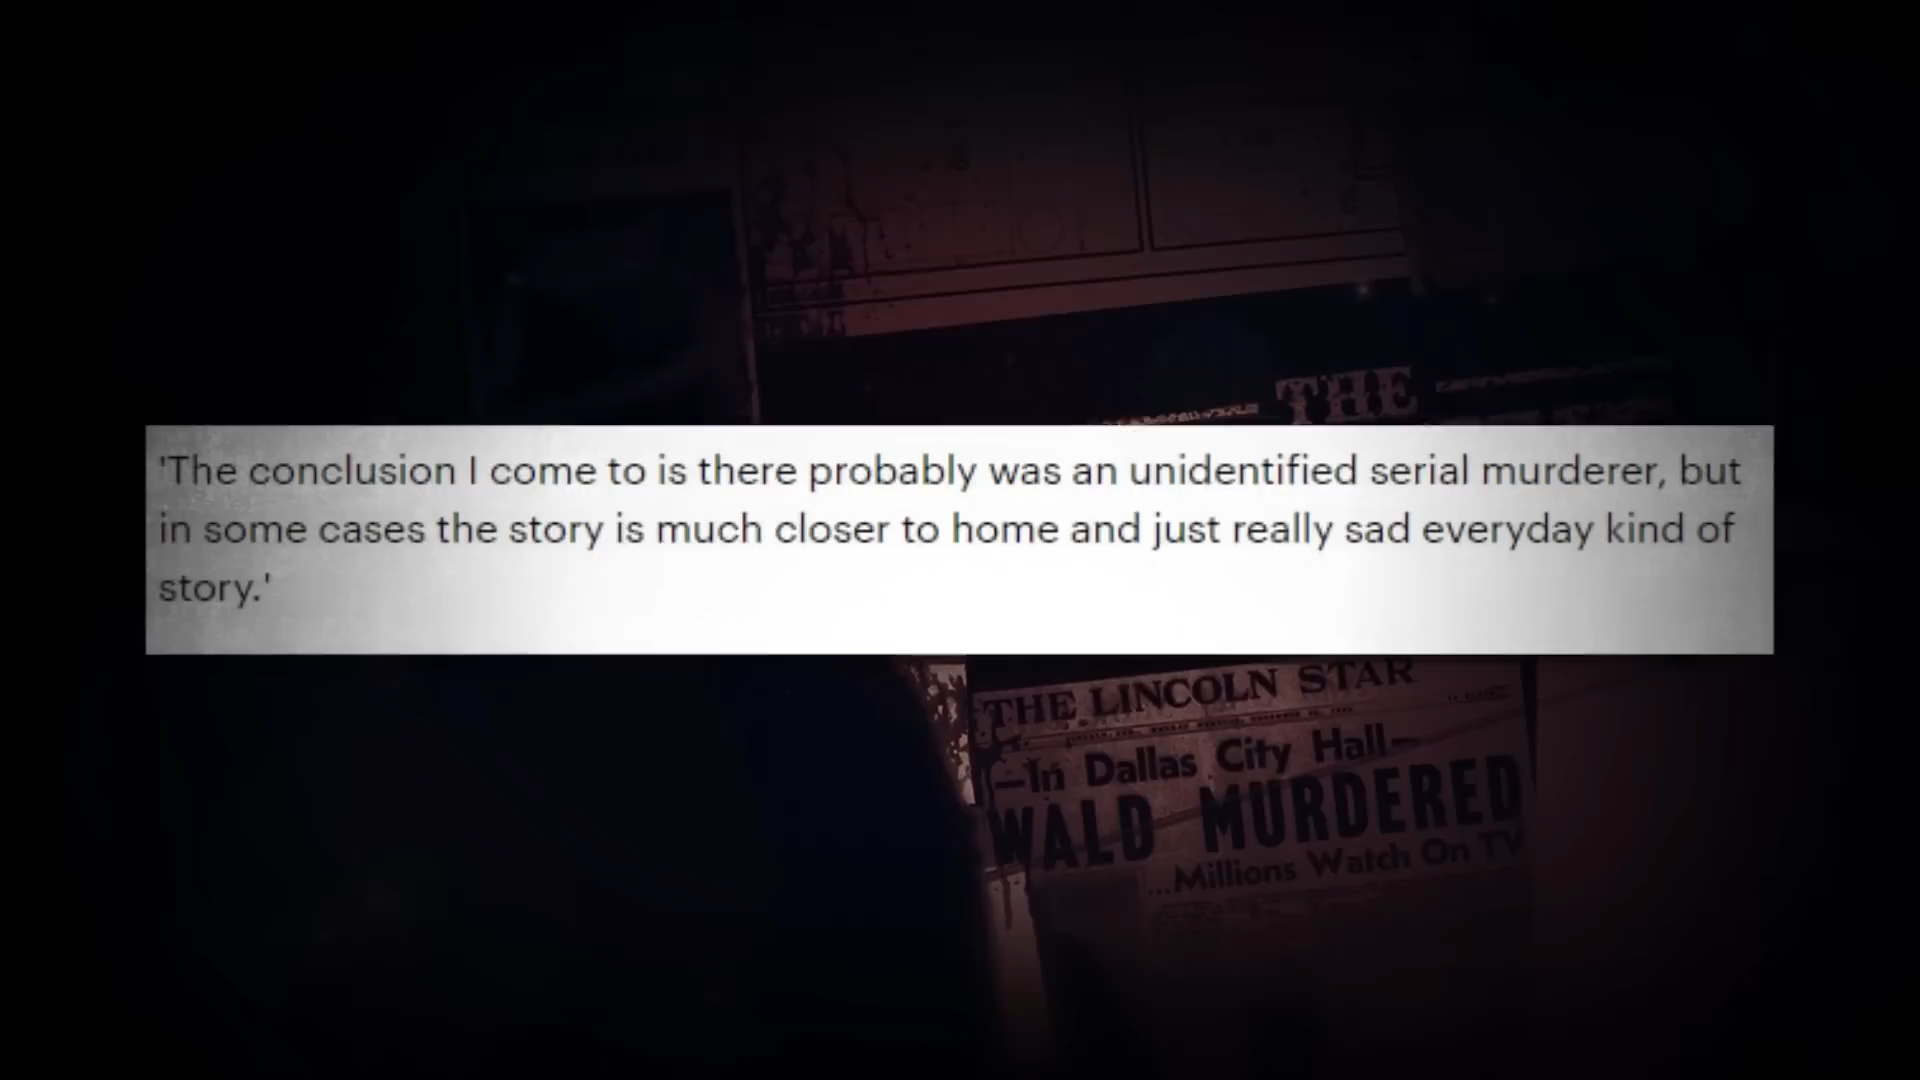 THE
'The conclusion I come to is there probably was an unidentified serial murderer, but
in some cases the story is much closer to home and just really sad everyday kind of
story.'
THE LINCOLN STAR
—In Dallas City Hall—
WALD MURDERED
...Millions Watch On TV